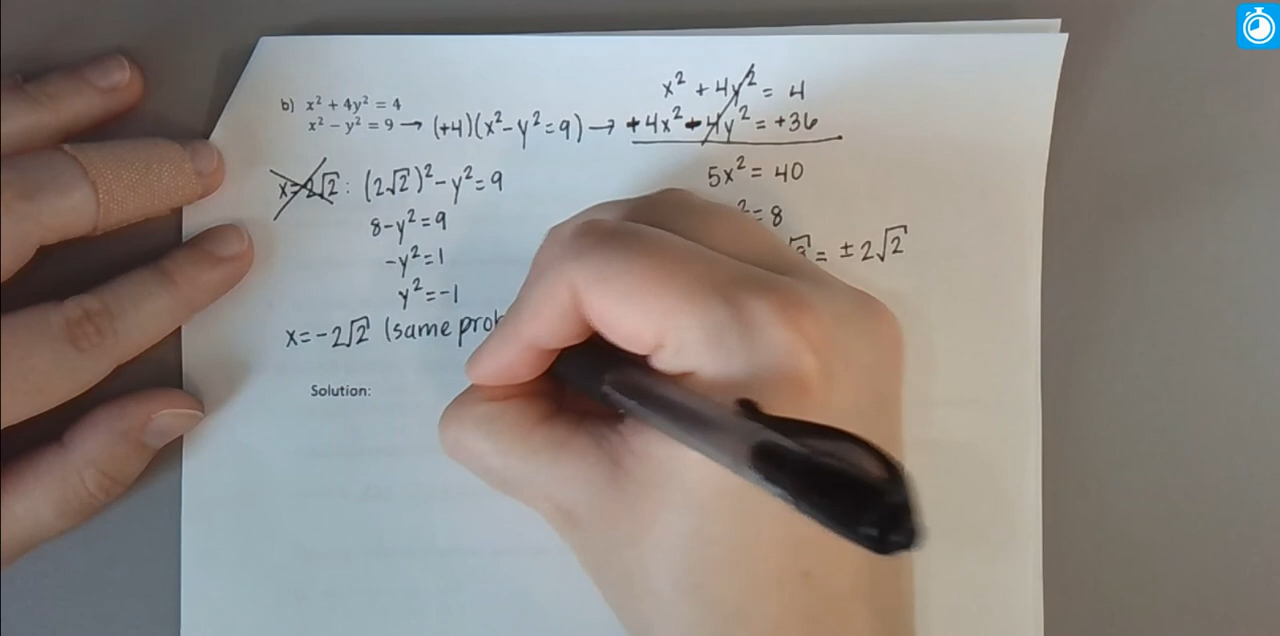 b) x² + 4y² = 4
x² − y² = 9 → (+4)(x² − y² = 9) → +4x² − 4y² = +36
x² + 4y² = 4
5x² = 40
² = 8
= ± 2√2
x = 2√2 : (2√2)² − y² = 9
8 − y² = 9
−y² = 1
y² = −1
x = −2√2 (same
Solution: